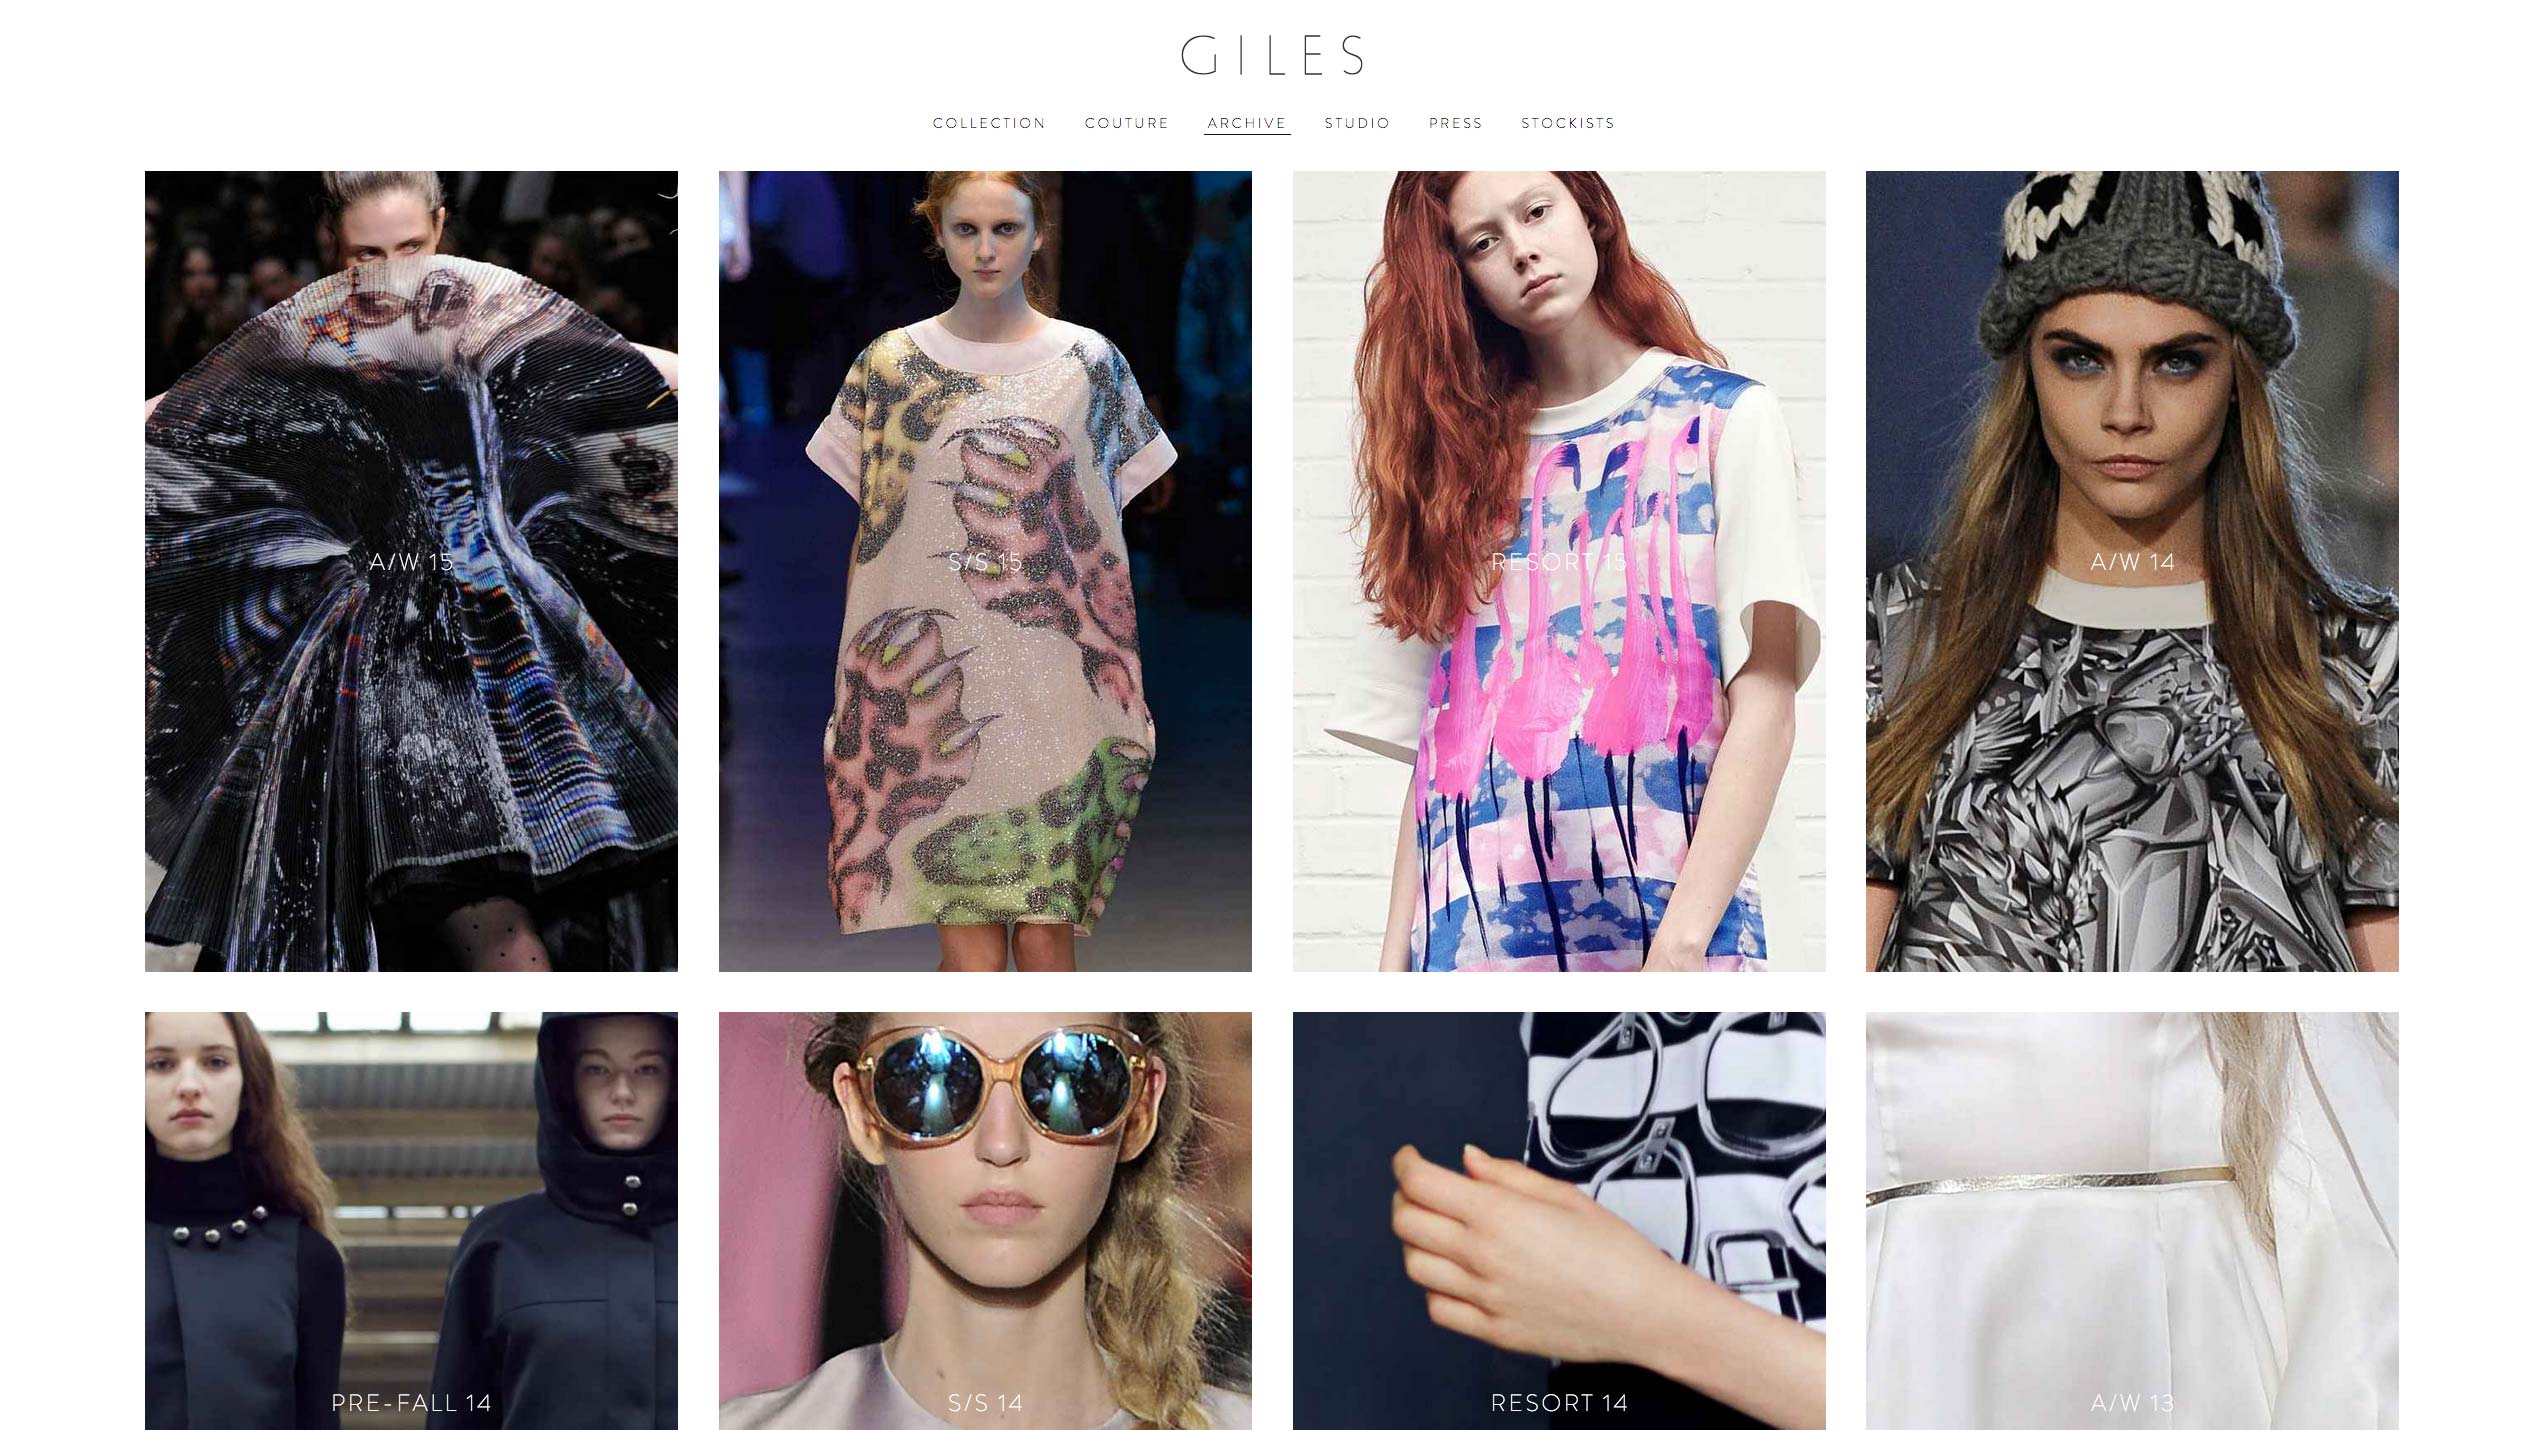 GILES
COLLECTION COUTURE ARCHIVE STUDIO PRESS STOCKISTS
A/W 15
S/S 15
RESORT 15
A/W 14
PRE-FALL 14
S/S 14
RESORT 14
A/W 13